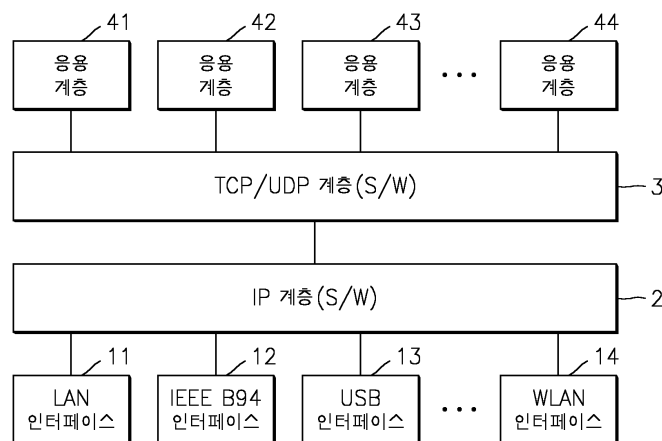 41
42
43
44
응용
계층
응용
계층
응용
계층
...
응용
계층
TCP/UDP 계층(S/W)
3
IP 계층(S/W)
2
11
12
13
14
LAN
인터페이스
IEEE B94
인터페이스
USB
인터페이스
...
WLAN
인터페이스